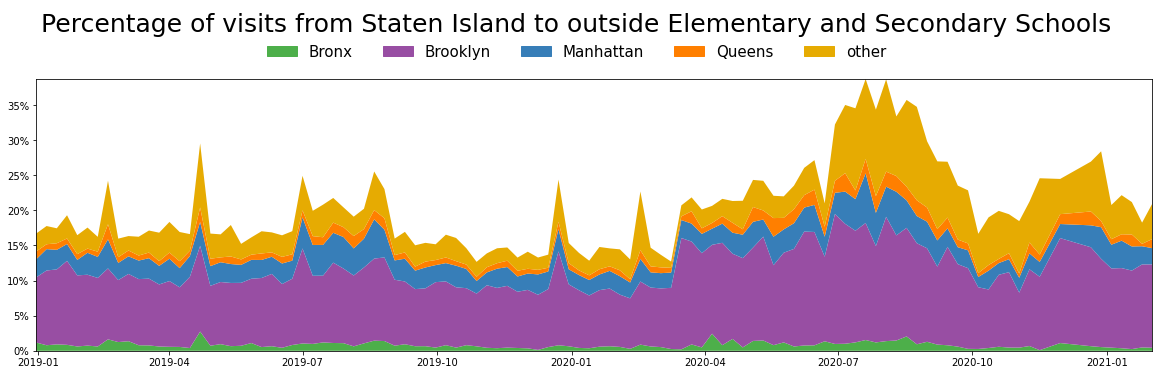 Percentage of visits from Staten Island to outside Elementary and Secondary Schools
Bronx Brooklyn Manhattan Queens other
35%
30%
25%
20%
15%
10%
5%
0%
2019-01 2019-04 2019-07 2019-10 2020-01 2020-04 2020-07 2020-10 2021-01